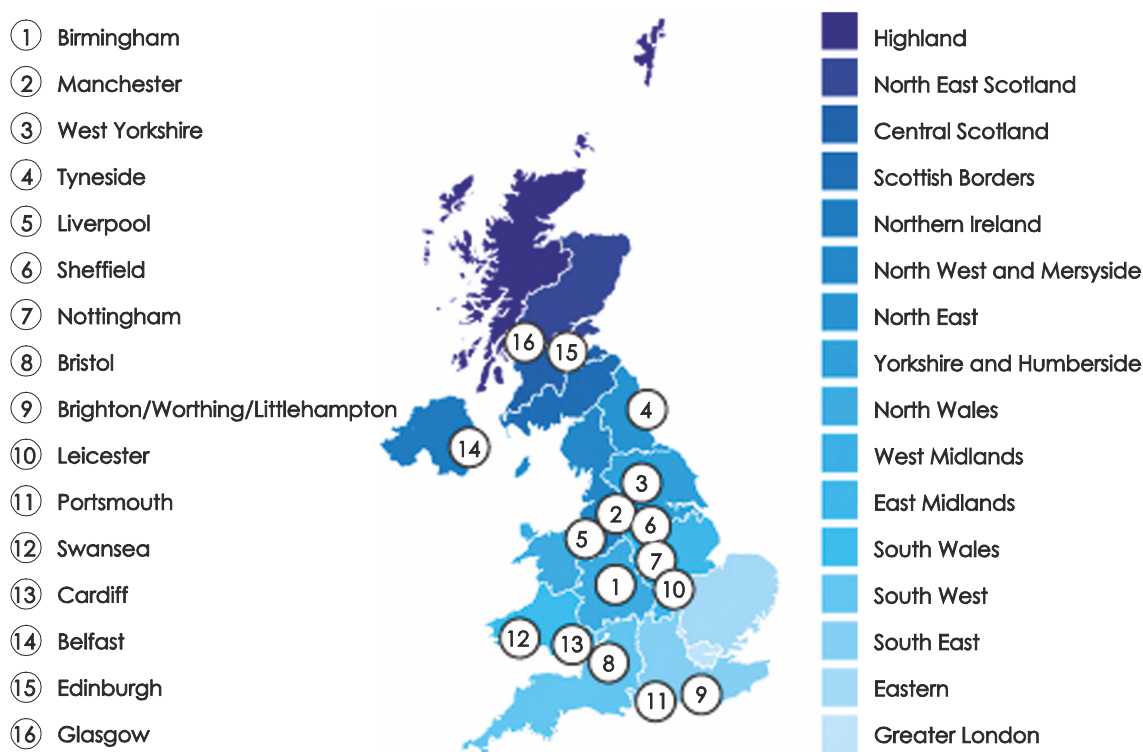 1 Birmingham
2 Manchester
3 West Yorkshire
4 Tyneside
5 Liverpool
6 Sheffield
7 Nottingham
8 Bristol
9 Brighton/Worthing/Littlehampton
10 Leicester
11 Portsmouth
12 Swansea
13 Cardiff
14 Belfast
15 Edinburgh
16 Glasgow
16
15
4
14
3
2
6
5
7
1
10
12
13
8
11
9
Highland
North East Scotland
Central Scotland
Scottish Borders
Northern Ireland
North West and Mersyside
North East
Yorkshire and Humberside
North Wales
West Midlands
East Midlands
South Wales
South West
South East
Eastern
Greater London